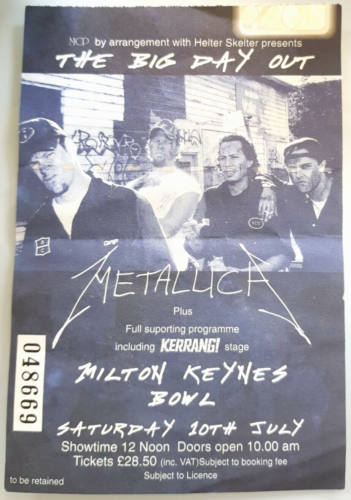 MCP by arrangement with Helter Skelter presents
THE BIG DAY OUT
METALLICA
Plus
Full suporting programme
including KERRANG! stage
MILTON KEYNES
BOWL
048669
SATURDAY 10TH JULY
Showtime 12 Noon Doors open 10.00 am
Tickets £28.50 (inc. VAT)Subject to booking fee
to be retained
Subject to Licence